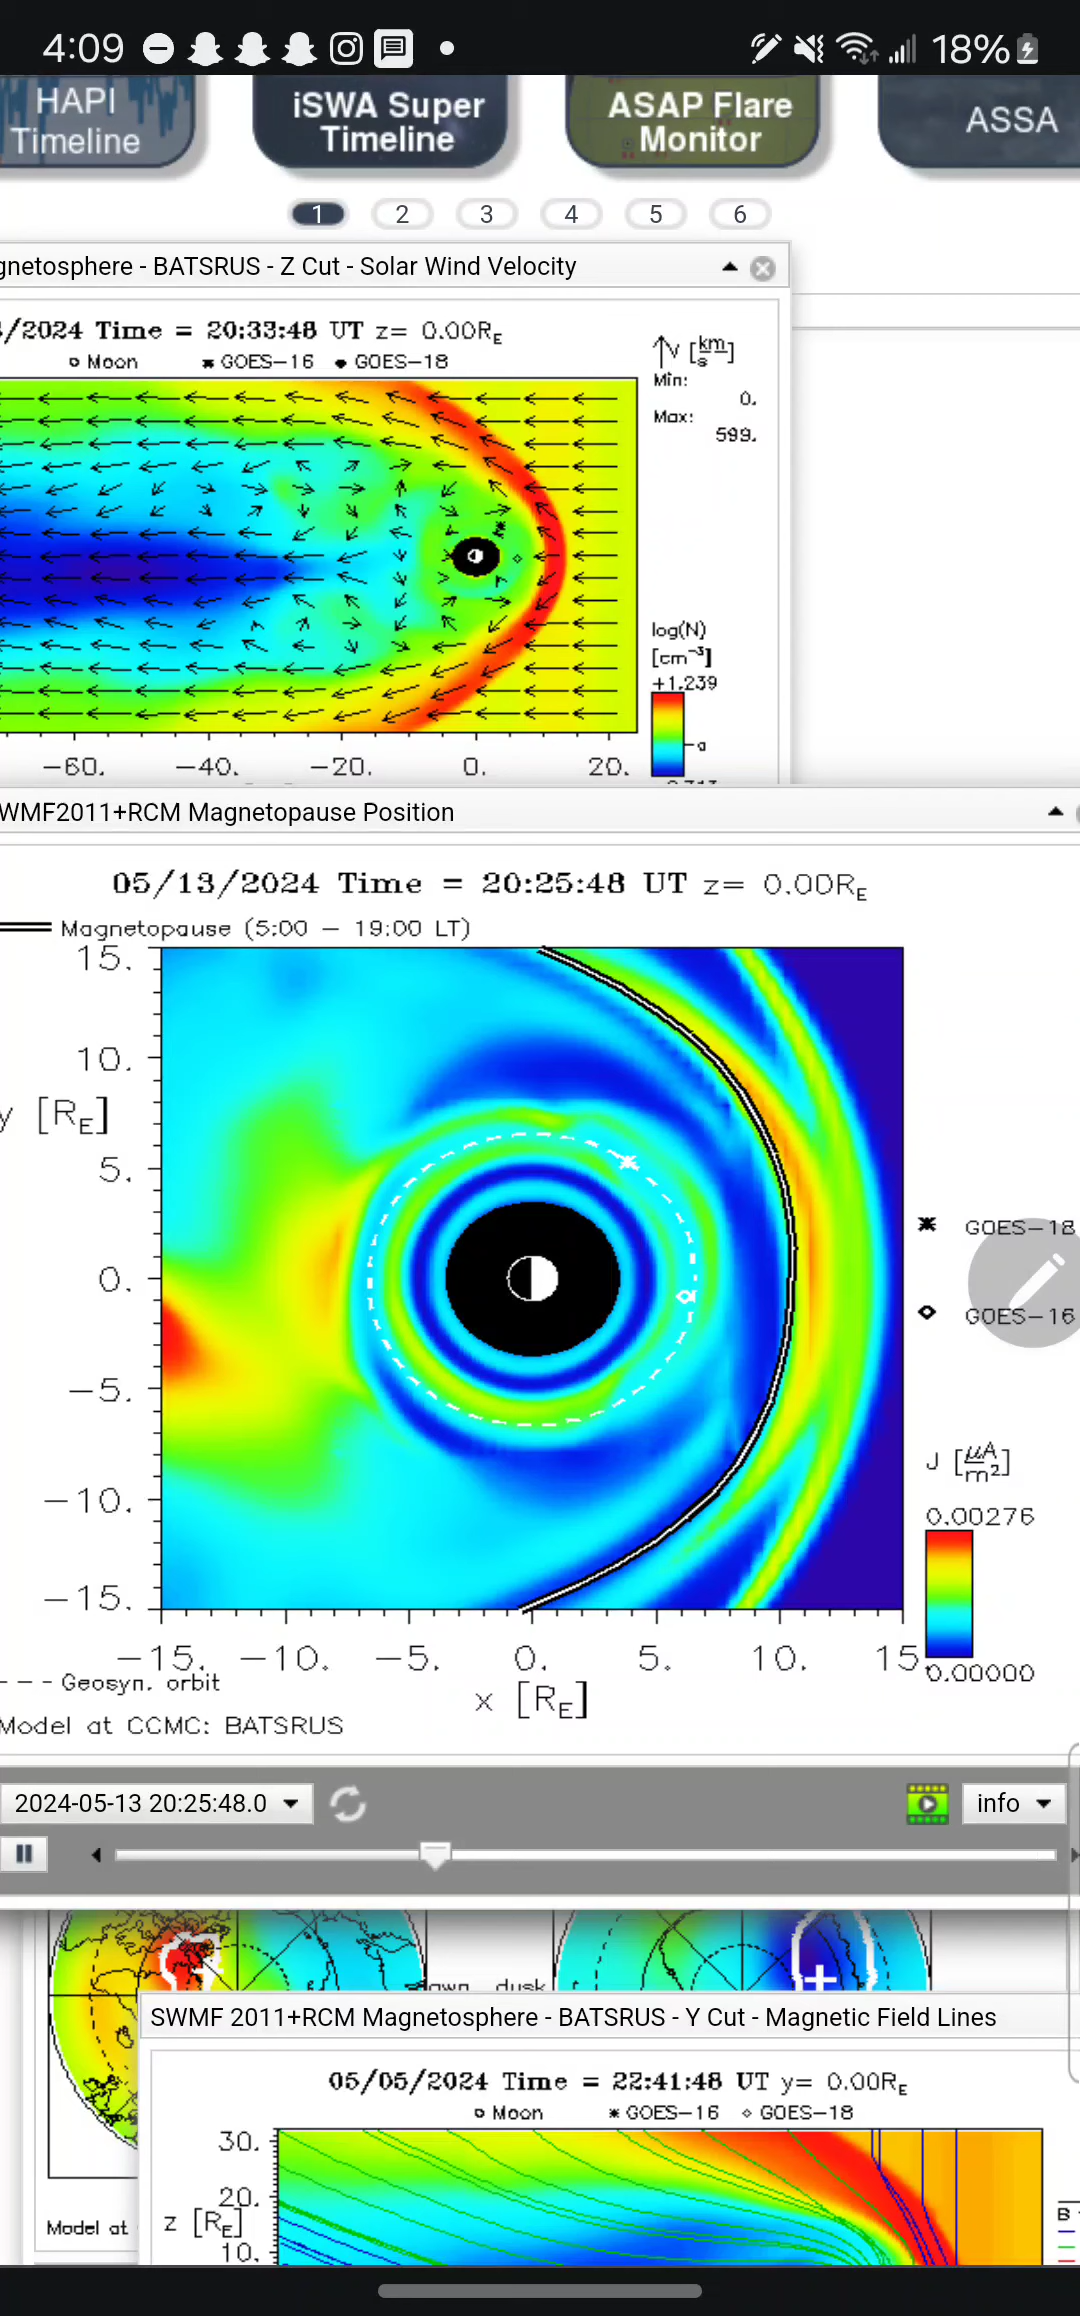 4:09
18%
HAPI
Timeline
iSWA Super
Timeline
ASAP Flare
Monitor
ASSA
1 2 3 4 5 6
gnetosphere - BATSRUS - Z Cut - Solar Wind Velocity
/2024 Time = 20:33:48 UT z= 0.00RE
Moon GOES-16 GOES-18
V [km/s]
Min:
0.
Max:
599.
log(N)
[cm-3]
+1.239
-60. -40. -20. 0. 20.
WMF2011+RCM Magnetopause Position
05/13/2024 Time = 20:25:48 UT z= 0.00RE
Magnetopause (5:00 - 19:00 LT)
15.
10.
y [RE]
5.
0.
-5.
-10.
-15.
GOES-18
GOES-16
J [µA/m2]
0.00276
0.00000
-15. -10. -5. 0. 5. 10. 15.
Geosyn. orbit
x [RE]
Model at CCMC: BATSRUS
2024-05-13 20:25:48.0
info
dusk
SWMF 2011+RCM Magnetosphere - BATSRUS - Y Cut - Magnetic Field Lines
05/05/2024 Time = 22:41:48 UT y= 0.00RE
Moon GOES-16 GOES-18
30.
20.
z [RE]
10.
Model at
B